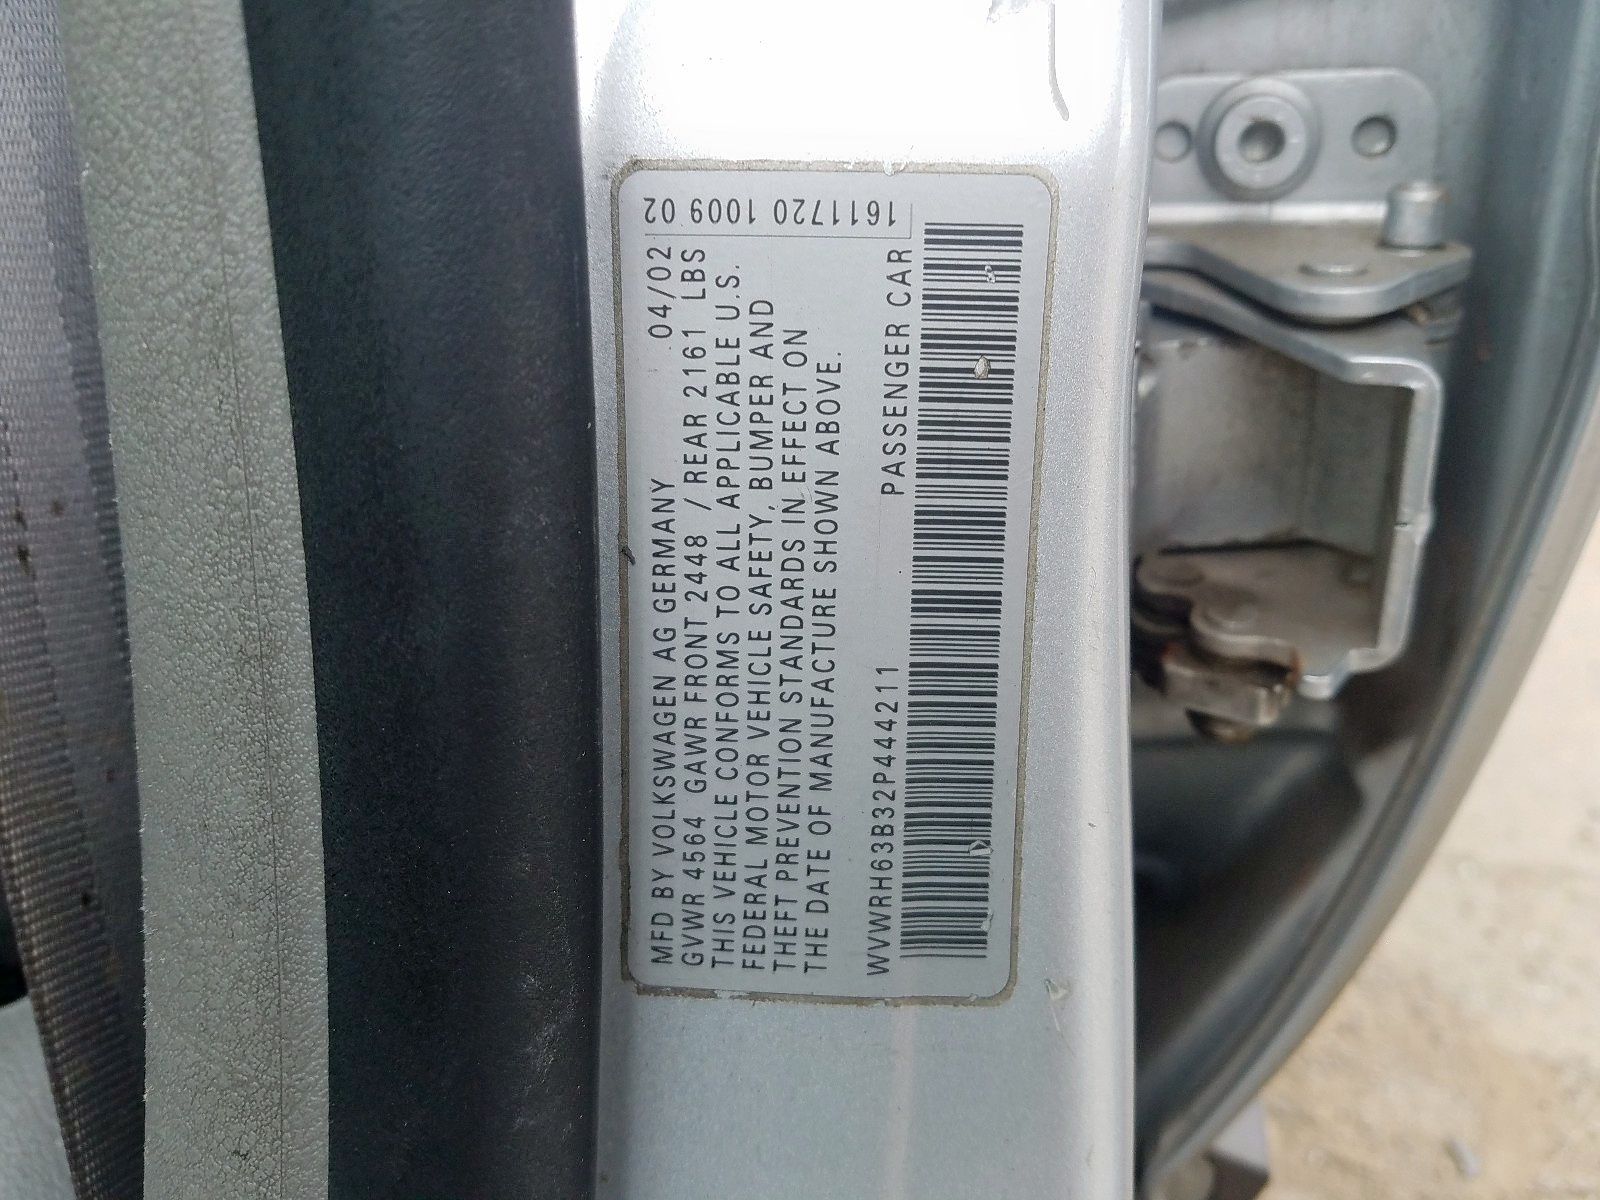 MFD BY VOLKSWAGEN AG GERMANY 04/02
GVWR 4564 GAWR FRONT 2448 / REAR 2161 LBS
THIS VEHICLE CONFORMS TO ALL APPLICABLE U.S.
FEDERAL MOTOR VEHICLE SAFETY, BUMPER AND
THEFT PREVENTION STANDARDS IN EFFECT ON
THE DATE OF MANUFACTURE SHOWN ABOVE.
WVWRH63B32P444211 PASSENGER CAR
1611720 1009 02